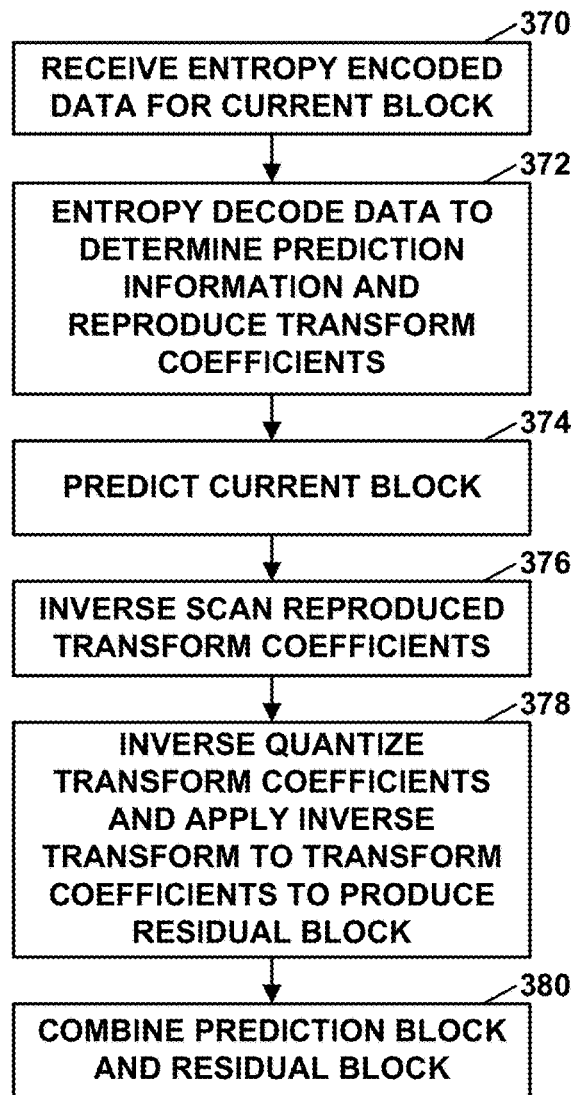 370
RECEIVE ENTROPY ENCODED
DATA FOR CURRENT BLOCK
372
ENTROPY DECODE DATA TO
DETERMINE PREDICTION
INFORMATION AND
REPRODUCE TRANSFORM
COEFFICIENTS
374
PREDICT CURRENT BLOCK
376
INVERSE SCAN REPRODUCED
TRANSFORM COEFFICIENTS
378
INVERSE QUANTIZE
TRANSFORM COEFFICIENTS
AND APPLY INVERSE
TRANSFORM TO TRANSFORM
COEFFICIENTS TO PRODUCE
RESIDUAL BLOCK
380
COMBINE PREDICTION BLOCK
AND RESIDUAL BLOCK